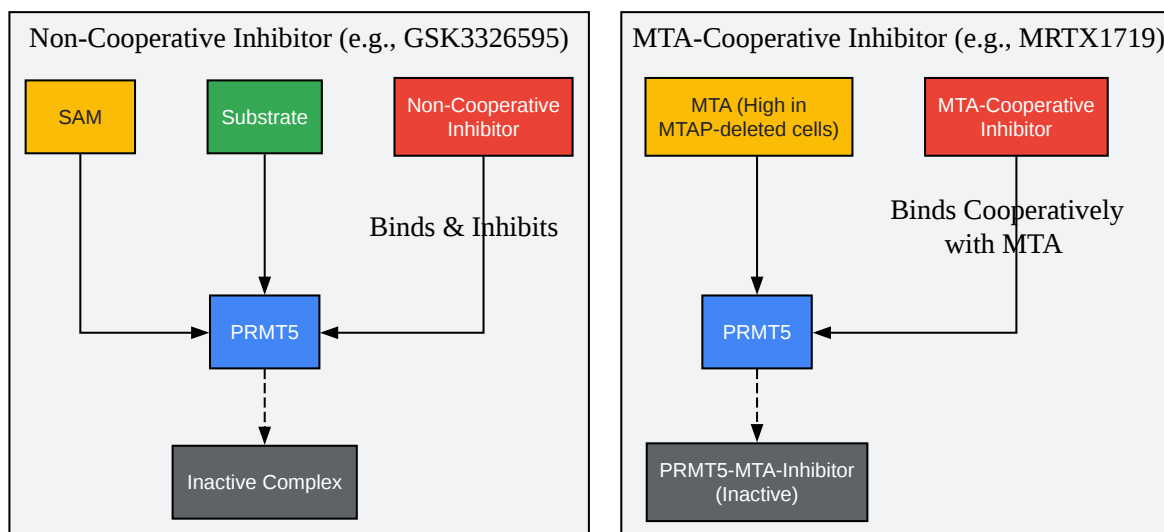 Non-Cooperative Inhibitor (e.g., GSK3326595)
SAM
Substrate
Non-Cooperative
Inhibitor
Binds & Inhibits
PRMT5
Inactive Complex
MTA-Cooperative Inhibitor (e.g., MRTX1719)
MTA (High in
MTAP-deleted cells)
MTA-Cooperative
Inhibitor
Binds Cooperatively
with MTA
PRMT5
PRMT5-MTA-Inhibitor
(Inactive)